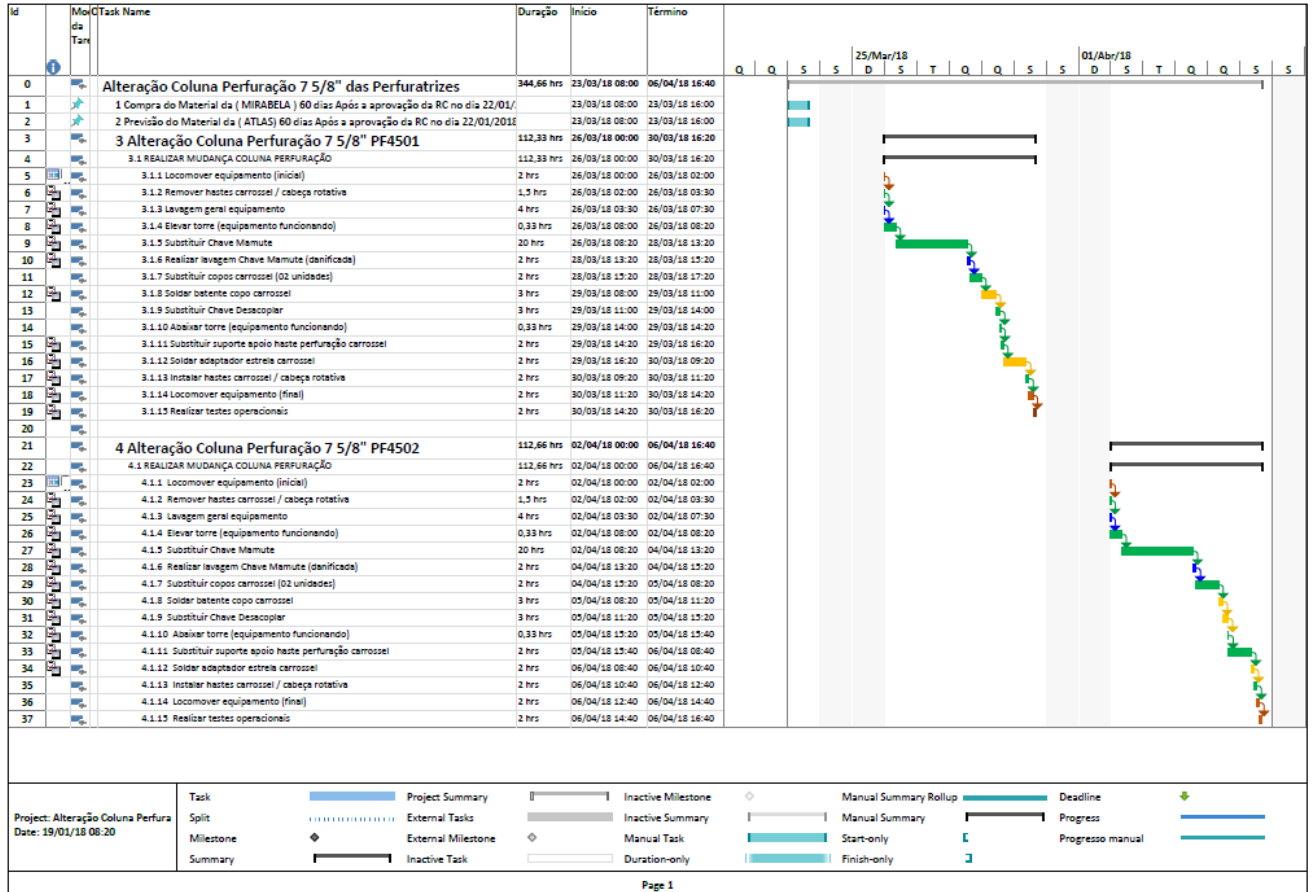 Id Mod da Tare Task Name Duração Início Término
25/Mar/18 01/Abr/18
Q Q S S D S T Q Q S S D S T Q Q S S
0 Alteração Coluna Perfuração 7 5/8" das Perfuratrizes 344,66 hrs 23/03/18 08:00 06/04/18 16:40
1 1 Compra do Material da ( MIRABELA ) 60 dias Após a aprovação da RC no dia 22/01/ 23/03/18 08:00 23/03/18 16:00
2 2 Previsão do Material da ( ATLAS) 60 dias Após a aprovação da RC no dia 22/01/2018 23/03/18 08:00 23/03/18 16:00
3 3 Alteração Coluna Perfuração 7 5/8" PF4501 112,33 hrs 26/03/18 00:00 30/03/18 16:20
4 3.1 REALIZAR MUDANÇA COLUNA PERFURAÇÃO 112,33 hrs 26/03/18 00:00 30/03/18 16:20
5 3.1.1 Locomover equipamento (inicial) 2 hrs 26/03/18 00:00 26/03/18 02:00
6 3.1.2 Remover hastes carrossel / cabeça rotativa 1,5 hrs 26/03/18 02:00 26/03/18 03:30
7 3.1.3 Lavagem geral equipamento 4 hrs 26/03/18 03:30 26/03/18 07:30
8 3.1.4 Elevar torre (equipamento funcionando) 0,33 hrs 26/03/18 08:00 26/03/18 08:20
9 3.1.5 Substituir Chave Mamute 20 hrs 26/03/18 08:20 28/03/18 13:20
10 3.1.6 Realizar lavagem Chave Mamute (danificada) 2 hrs 28/03/18 13:20 28/03/18 15:20
11 3.1.7 Substituir copos carrossel (02 unidades) 2 hrs 28/03/18 15:20 28/03/18 17:20
12 3.1.8 Soldar batente copo carrossel 3 hrs 29/03/18 08:00 29/03/18 11:00
13 3.1.9 Substituir Chave Desacoplar 3 hrs 29/03/18 11:00 29/03/18 14:00
14 3.1.10 Abaixar torre (equipamento funcionando) 0,33 hrs 29/03/18 14:00 29/03/18 14:20
15 3.1.11 Substituir suporte apoio haste perfuração carrossel 2 hrs 29/03/18 14:20 29/03/18 16:20
16 3.1.12 Soldar adaptador estrela carrossel 2 hrs 29/03/18 16:20 30/03/18 09:20
17 3.1.13 Instalar hastes carrossel / cabeça rotativa 2 hrs 30/03/18 09:20 30/03/18 11:20
18 3.1.14 Locomover equipamento (final) 2 hrs 30/03/18 11:20 30/03/18 14:20
19 3.1.15 Realizar testes operacionais 2 hrs 30/03/18 14:20 30/03/18 16:20
20
21 4 Alteração Coluna Perfuração 7 5/8" PF4502 112,66 hrs 02/04/18 00:00 06/04/18 16:40
22 4.1 REALIZAR MUDANÇA COLUNA PERFURAÇÃO 112,66 hrs 02/04/18 00:00 06/04/18 16:40
23 4.1.1 Locomover equipamento (inicial) 2 hrs 02/04/18 00:00 02/04/18 02:00
24 4.1.2 Remover hastes carrossel / cabeça rotativa 1,5 hrs 02/04/18 02:00 02/04/18 03:30
25 4.1.3 Lavagem geral equipamento 4 hrs 02/04/18 03:30 02/04/18 07:30
26 4.1.4 Elevar torre (equipamento funcionando) 0,33 hrs 02/04/18 08:00 02/04/18 08:20
27 4.1.5 Substituir Chave Mamute 20 hrs 02/04/18 08:20 04/04/18 13:20
28 4.1.6 Realizar lavagem Chave Mamute (danificada) 2 hrs 04/04/18 13:20 04/04/18 15:20
29 4.1.7 Substituir copos carrossel (02 unidades) 2 hrs 04/04/18 15:20 05/04/18 08:20
30 4.1.8 Soldar batente copo carrossel 3 hrs 05/04/18 08:20 05/04/18 11:20
31 4.1.9 Substituir Chave Desacoplar 3 hrs 05/04/18 11:20 05/04/18 15:20
32 4.1.10 Abaixar torre (equipamento funcionando) 0,33 hrs 05/04/18 15:20 05/04/18 15:40
33 4.1.11 Substituir suporte apoio haste perfuração carrossel 2 hrs 05/04/18 15:40 06/04/18 08:40
34 4.1.12 Soldar adaptador estrela carrossel 2 hrs 06/04/18 08:40 06/04/18 10:40
35 4.1.13 Instalar hastes carrossel / cabeça rotativa 2 hrs 06/04/18 10:40 06/04/18 12:40
36 4.1.14 Locomover equipamento (final) 2 hrs 06/04/18 12:40 06/04/18 14:40
37 4.1.15 Realizar testes operacionais 2 hrs 06/04/18 14:40 06/04/18 16:40
Project: Alteração Coluna Perfura
Date: 19/01/18 08:20
Task Project Summary Inactive Milestone Manual Summary Rollup Deadline
Split External Tasks Inactive Summary Manual Summary Progress
Milestone External Milestone Manual Task Start-only Progresso manual
Summary Inactive Task Duration-only Finish-only
Page 1